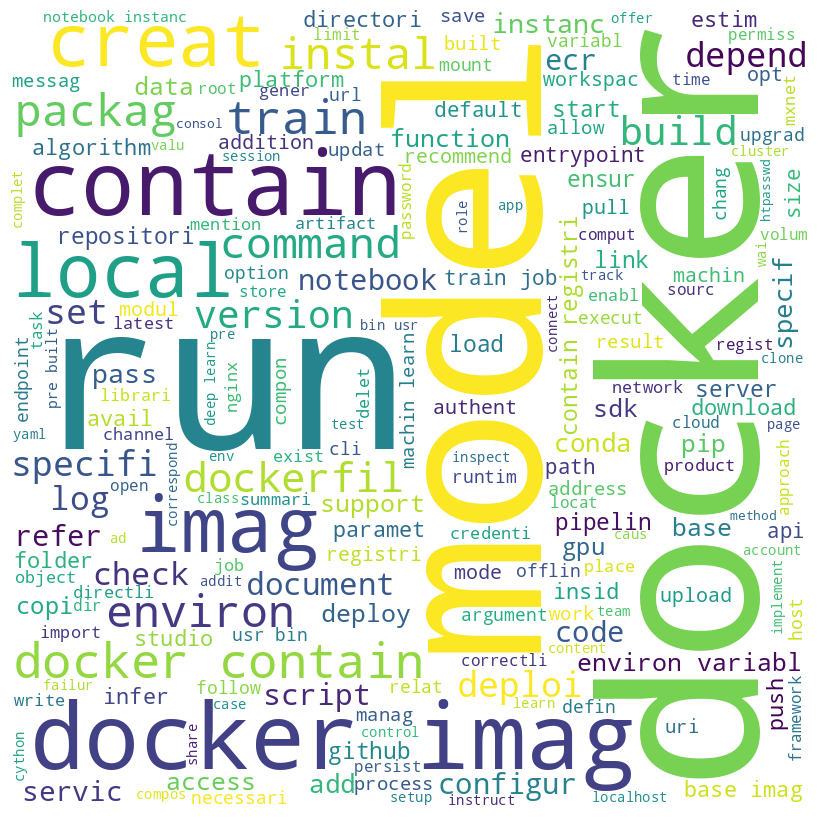 notebook instanc
directori
save
instanc
offer
estim
creat
limit
built
variabl
permiss
instal
mount
ecr
depend
messag
data
root
platform
gener
url
workspac
time
opt
mxnet
packag
consol
train
default
start
build
upgrad
algorithm
valu
addition
updat
function
allow
cluster
session
recommend
entrypoint
contain
complet
password
ensur
chang
htpasswd
size
mention
artifact
role
app
pull
comput
volum
repositori
command
link
wai
local
option
notebook
train job
track
machin
specif
store
enabl
sourc
set
modul
version
bin usr
connect
contain registri
execut
latest
run
model
docker
load
result
regist
clone
task
pre built
pre
endpoint
pass
deep learn
nginx
compon
delet
machin learn
network
server
page
librari
authent
sdk
download
avail
test
cloud
yaml
channel
env
exist
cli
conda
pip
specifi
open
correspond
dockerfil
inspect
runtim
path
product
approach
log
class
summari
support
address
locat
imag
credenti
pipelin
base
method
refer
ad
paramet
caus
api
registri
gpu
account
folder
check
job
mode
offlin
place
object
directli
addit
document
insid
upload
implement
copi
dir
environ
deploy
argument
work
team
host
import
studio
usr bin
code
content
correctli
docker contain
environ variabl
failur
follow
relat
deploi
write
infer
case
script
learn
defin
push
framework
docker imag
manag
control
uri
cython
share
github
persist
access
add
process
configur
base imag
servic
compos
necessari
setup
instruct
localhost